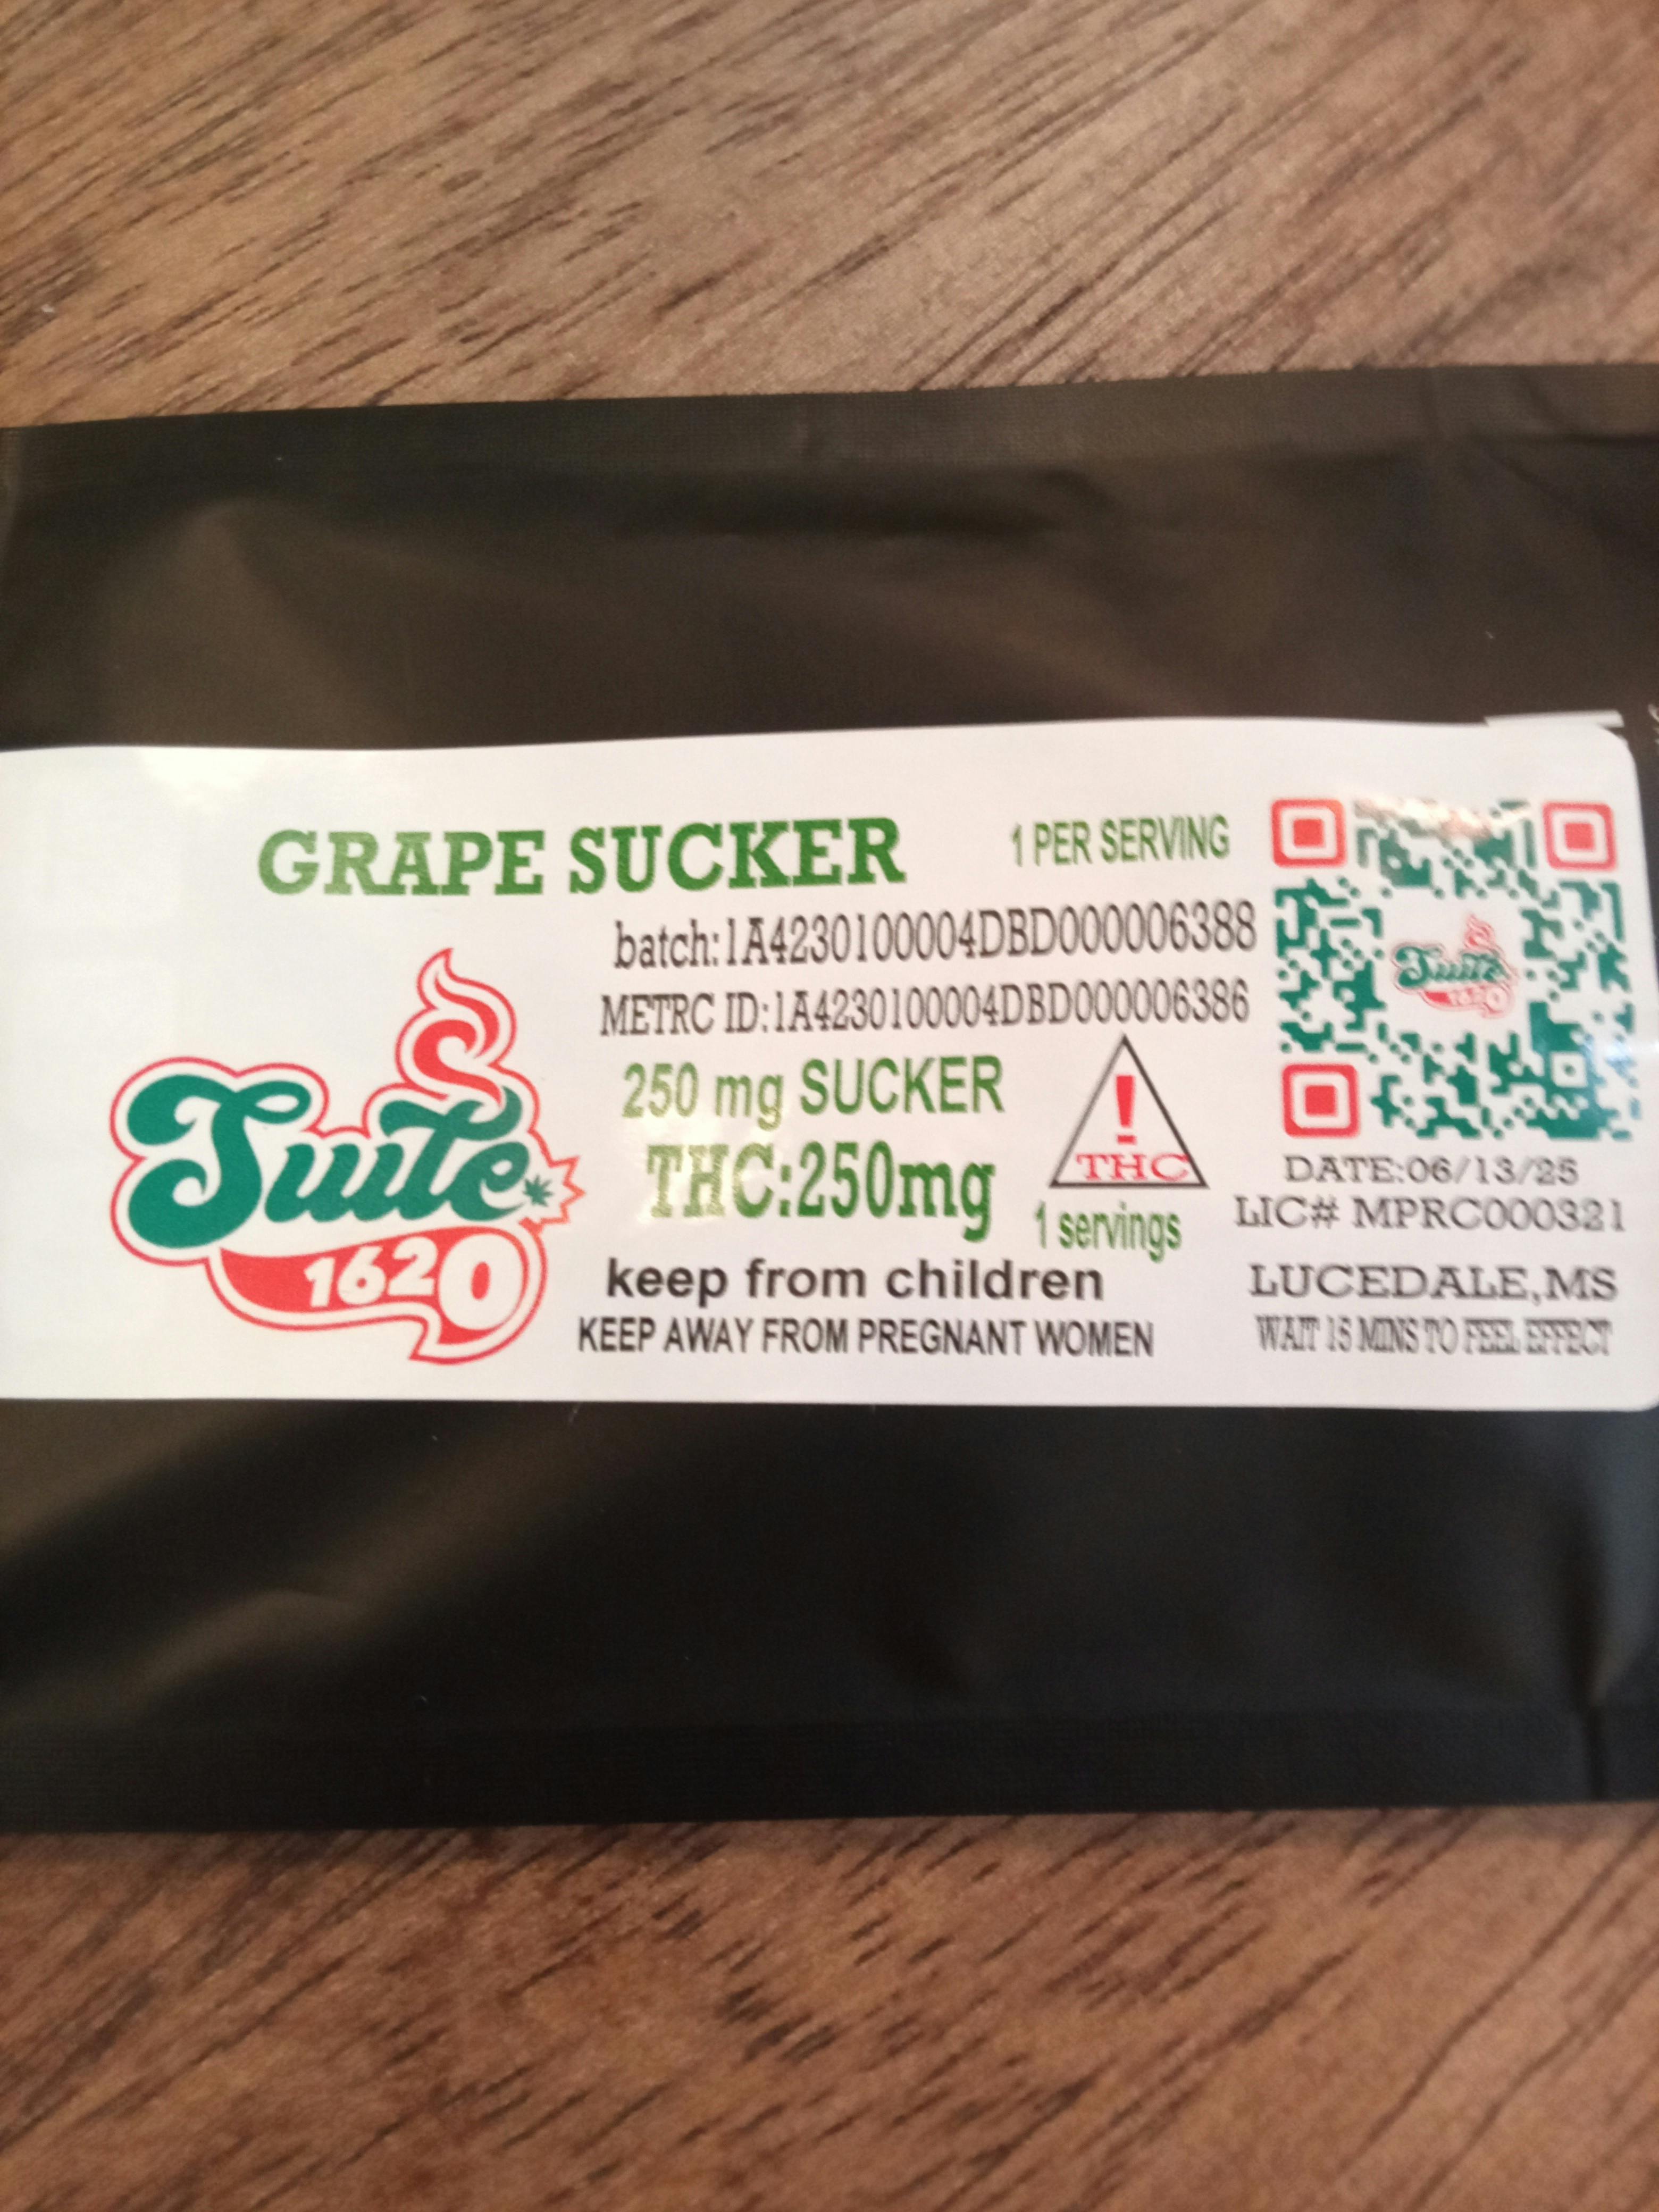 GRAPE SUCKER 1 PER SERVING
batch:1A4230100004DBD000006388
METRC ID:1A4230100004DBD000006386
250 mg SUCKER
THC:250mg
THC
1 servings
keep from children
KEEP AWAY FROM PREGNANT WOMEN
Suite
1620
Suite
1620
DATE:06/13/25
LIC# MPRC000321
LUCEDALE,MS
WAIT 15 MINS TO FEEL EFFECT